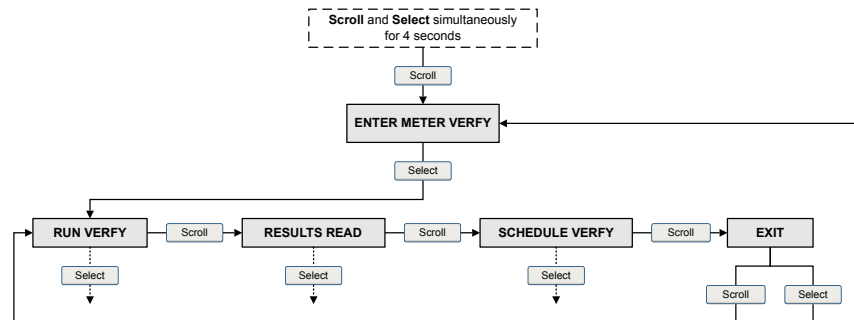 Scroll and Select simultaneously
for 4 seconds
Scroll
ENTER METER VERFY
Select
RUN VERFY
Scroll
RESULTS READ
Scroll
SCHEDULE VERFY
Scroll
EXIT
Select
Select
Select
Scroll
Select